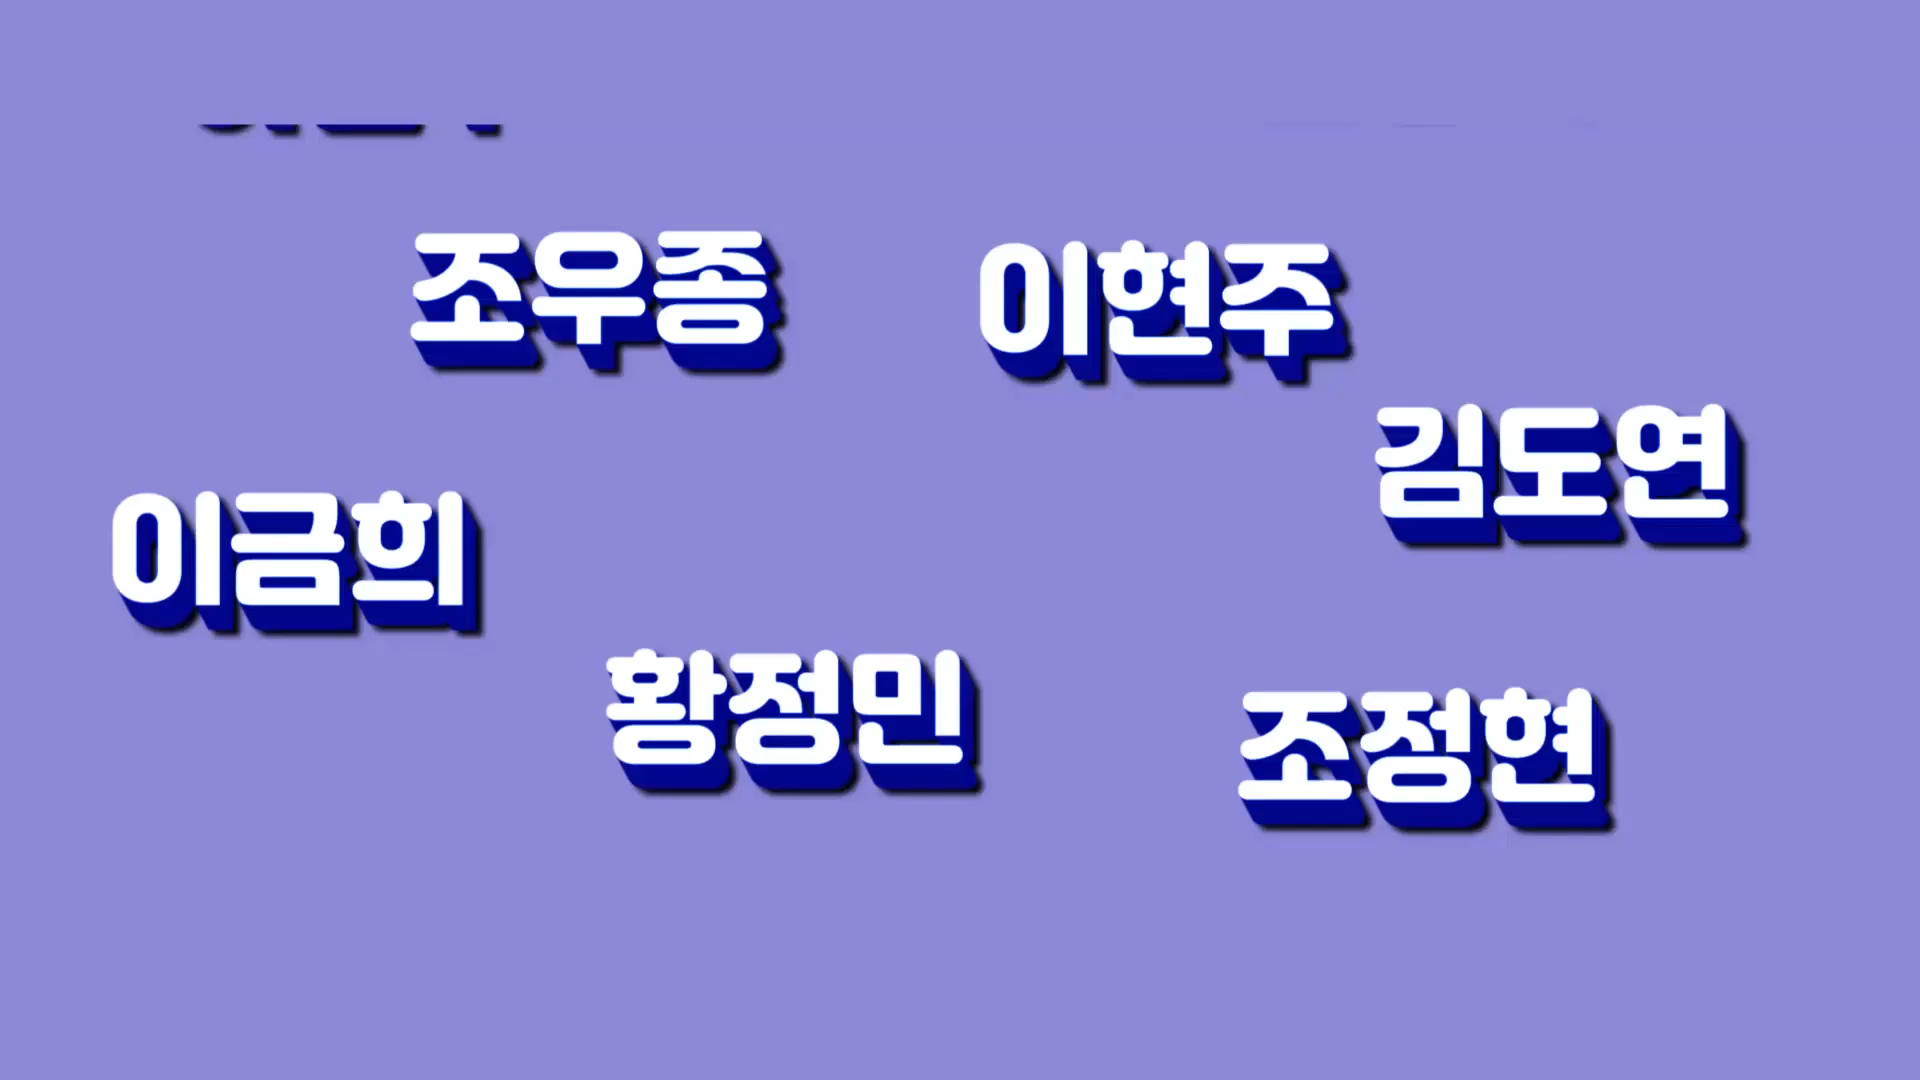 조우종
이현주
김도연
이금희
황정민
조정현